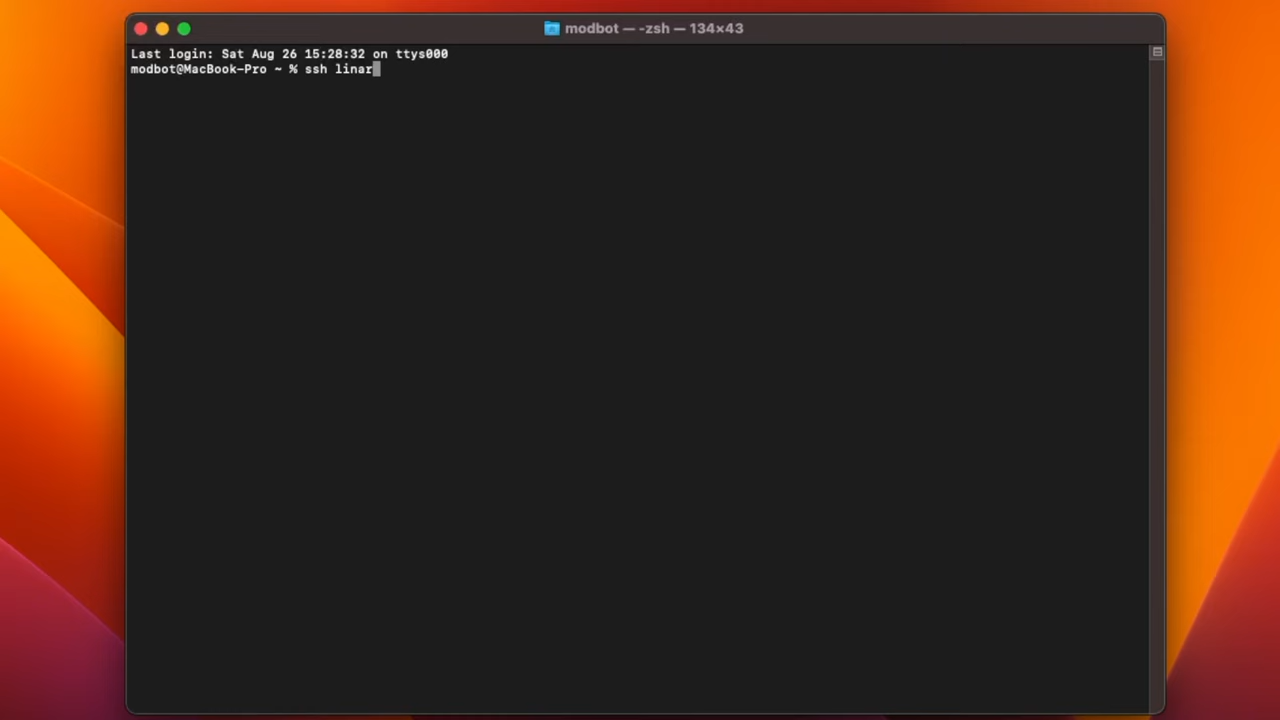 modbot — -zsh — 134×43
Last login: Sat Aug 26 15:28:32 on ttys000
modbot@MacBook-Pro ~ % ssh linar